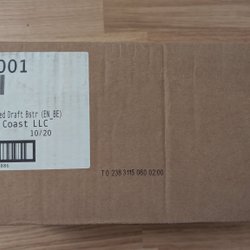 001
ed Draft Bstr (EN_BE)
Coast LLC
10/20
T0 238 3115 060 02:00